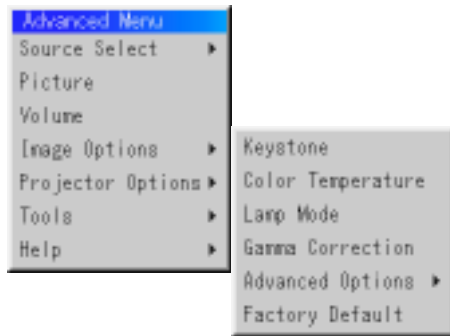 Advanced Menu
Source Select
Picture
Volume
Image Options
Projector Options
Tools
Help
Keystone
Color Temperature
Lamp Mode
Gamma Correction
Advanced Options
Factory Default